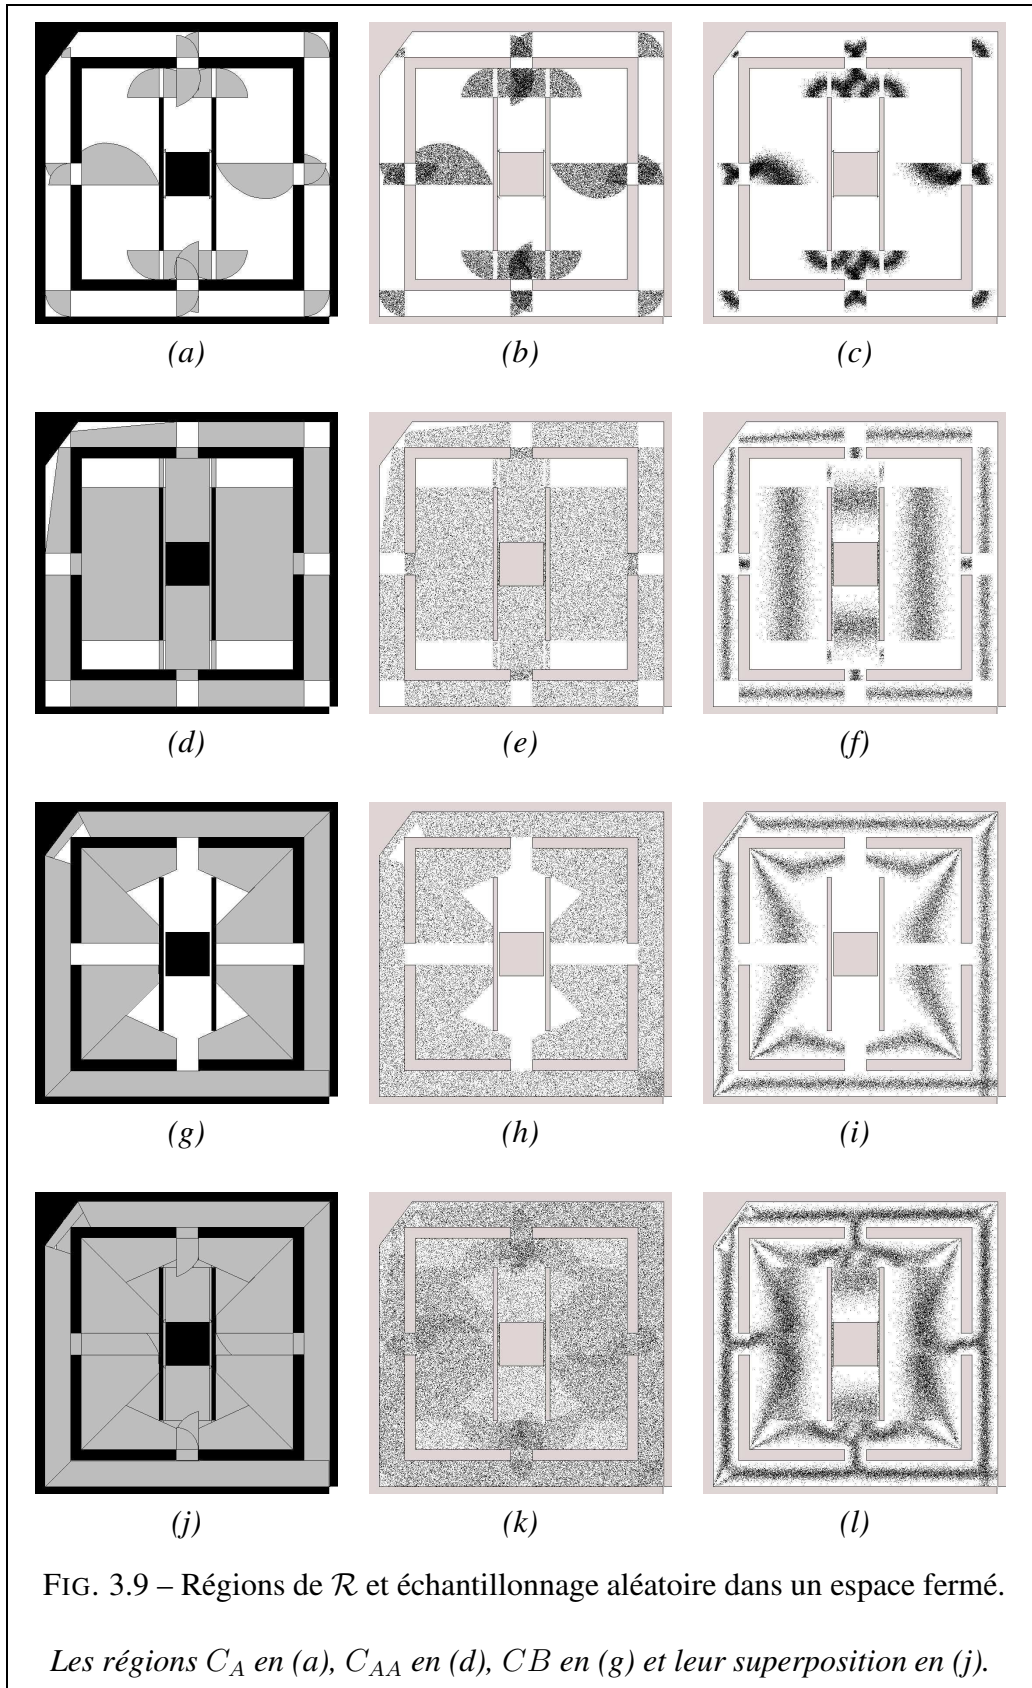 (a) (b) (c)
(d) (e) (f)
(g) (h) (i)
(j) (k) (l)
FIG. 3.9 – Régions de ℛ et échantillonnage aléatoire dans un espace fermé.
Les régions C_A en (a), C_AA en (d), CB en (g) et leur superposition en (j).